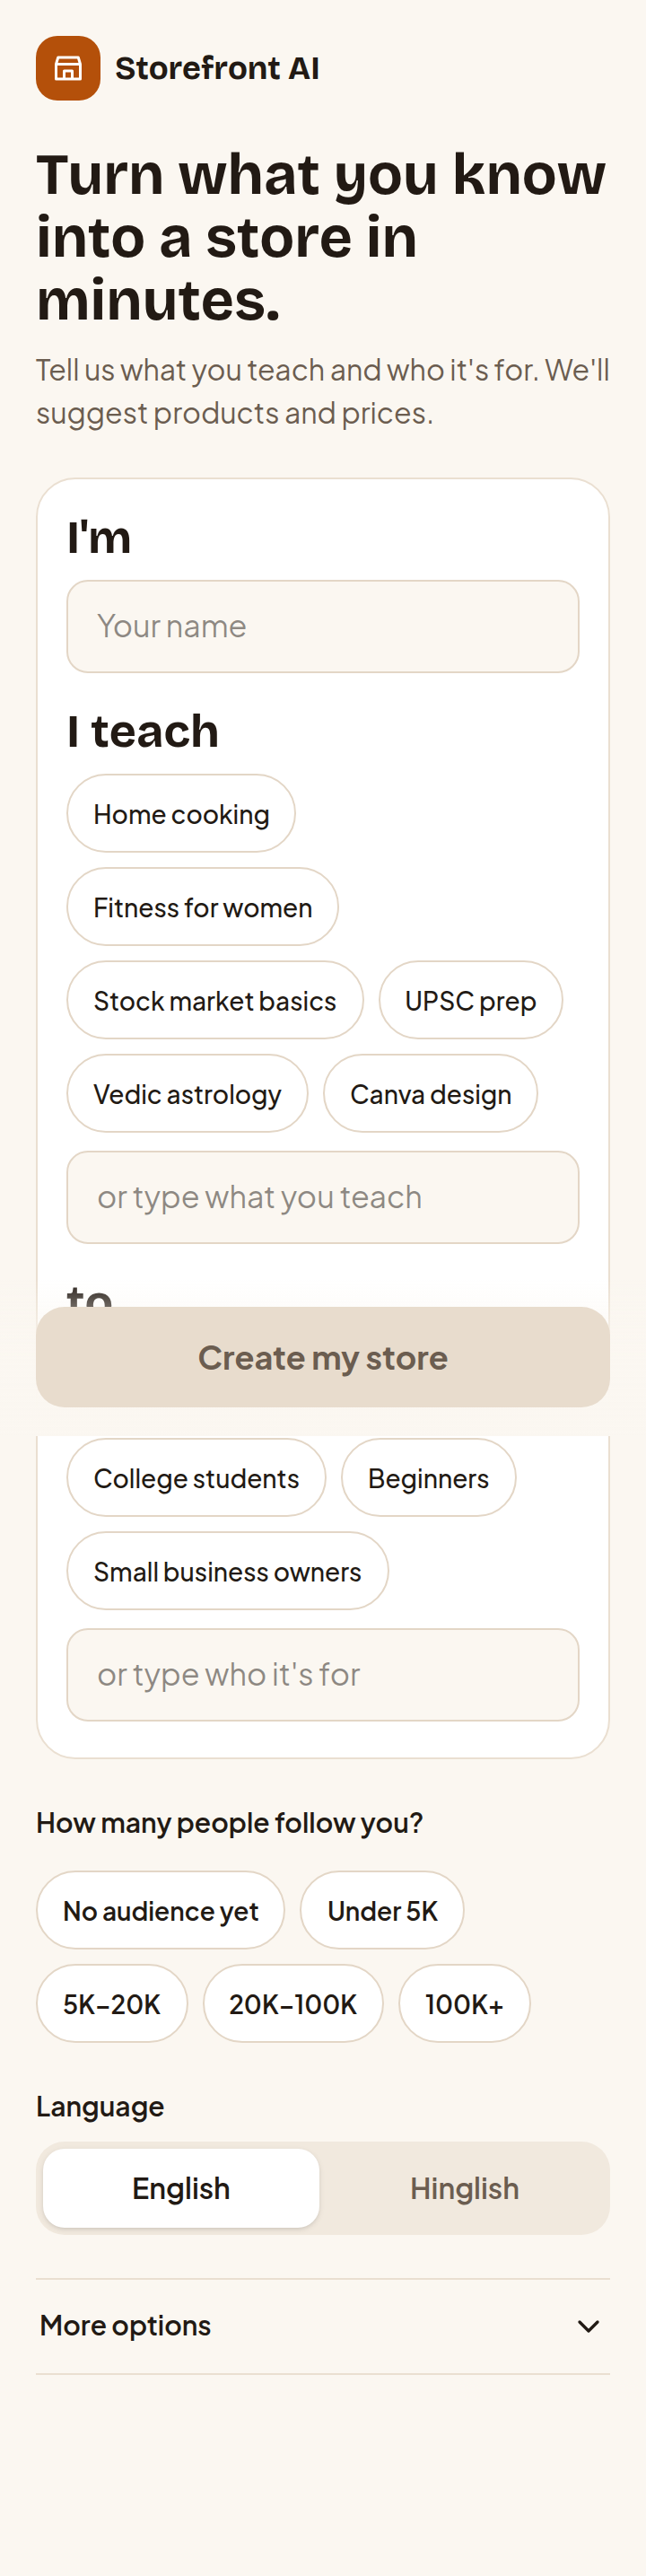 Storefront AI
Turn what you know
into a store in
minutes.
Tell us what you teach and who it's for. We'll
suggest products and prices.
I'm
Your name
I teach
Home cooking
Fitness for women
Stock market basics
UPSC prep
Vedic astrology
Canva design
or type what you teach
to
Create my store
College students
Beginners
Small business owners
or type who it's for
How many people follow you?
No audience yet
Under 5K
5K–20K
20K–100K
100K+
Language
English
Hinglish
More options